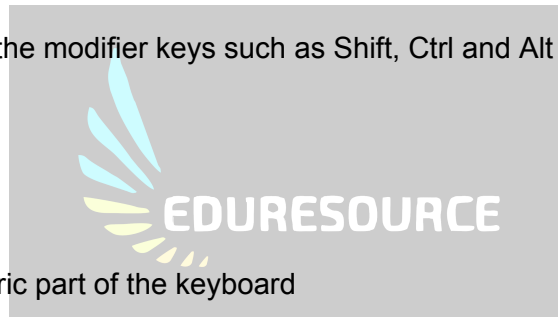 the modifier keys such as Shift, Ctrl and Alt
EDURESOURCE
ric part of the keyboard